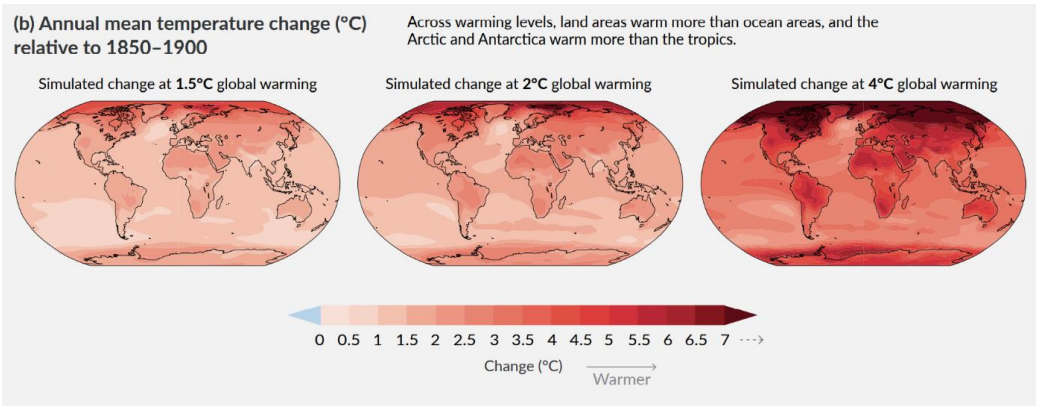 (b) Annual mean temperature change (°C)
relative to 1850–1900
Across warming levels, land areas warm more than ocean areas, and the
Arctic and Antarctica warm more than the tropics.
Simulated change at 1.5°C global warming
Simulated change at 2°C global warming
Simulated change at 4°C global warming
0 0.5 1 1.5 2 2.5 3 3.5 4 4.5 5 5.5 6 6.5 7
Change (°C)
Warmer